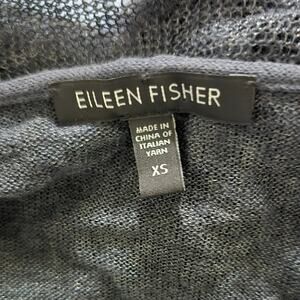 EILEEN FISHER
MADE IN
CHINA OF
ITALIAN
YARN
XS